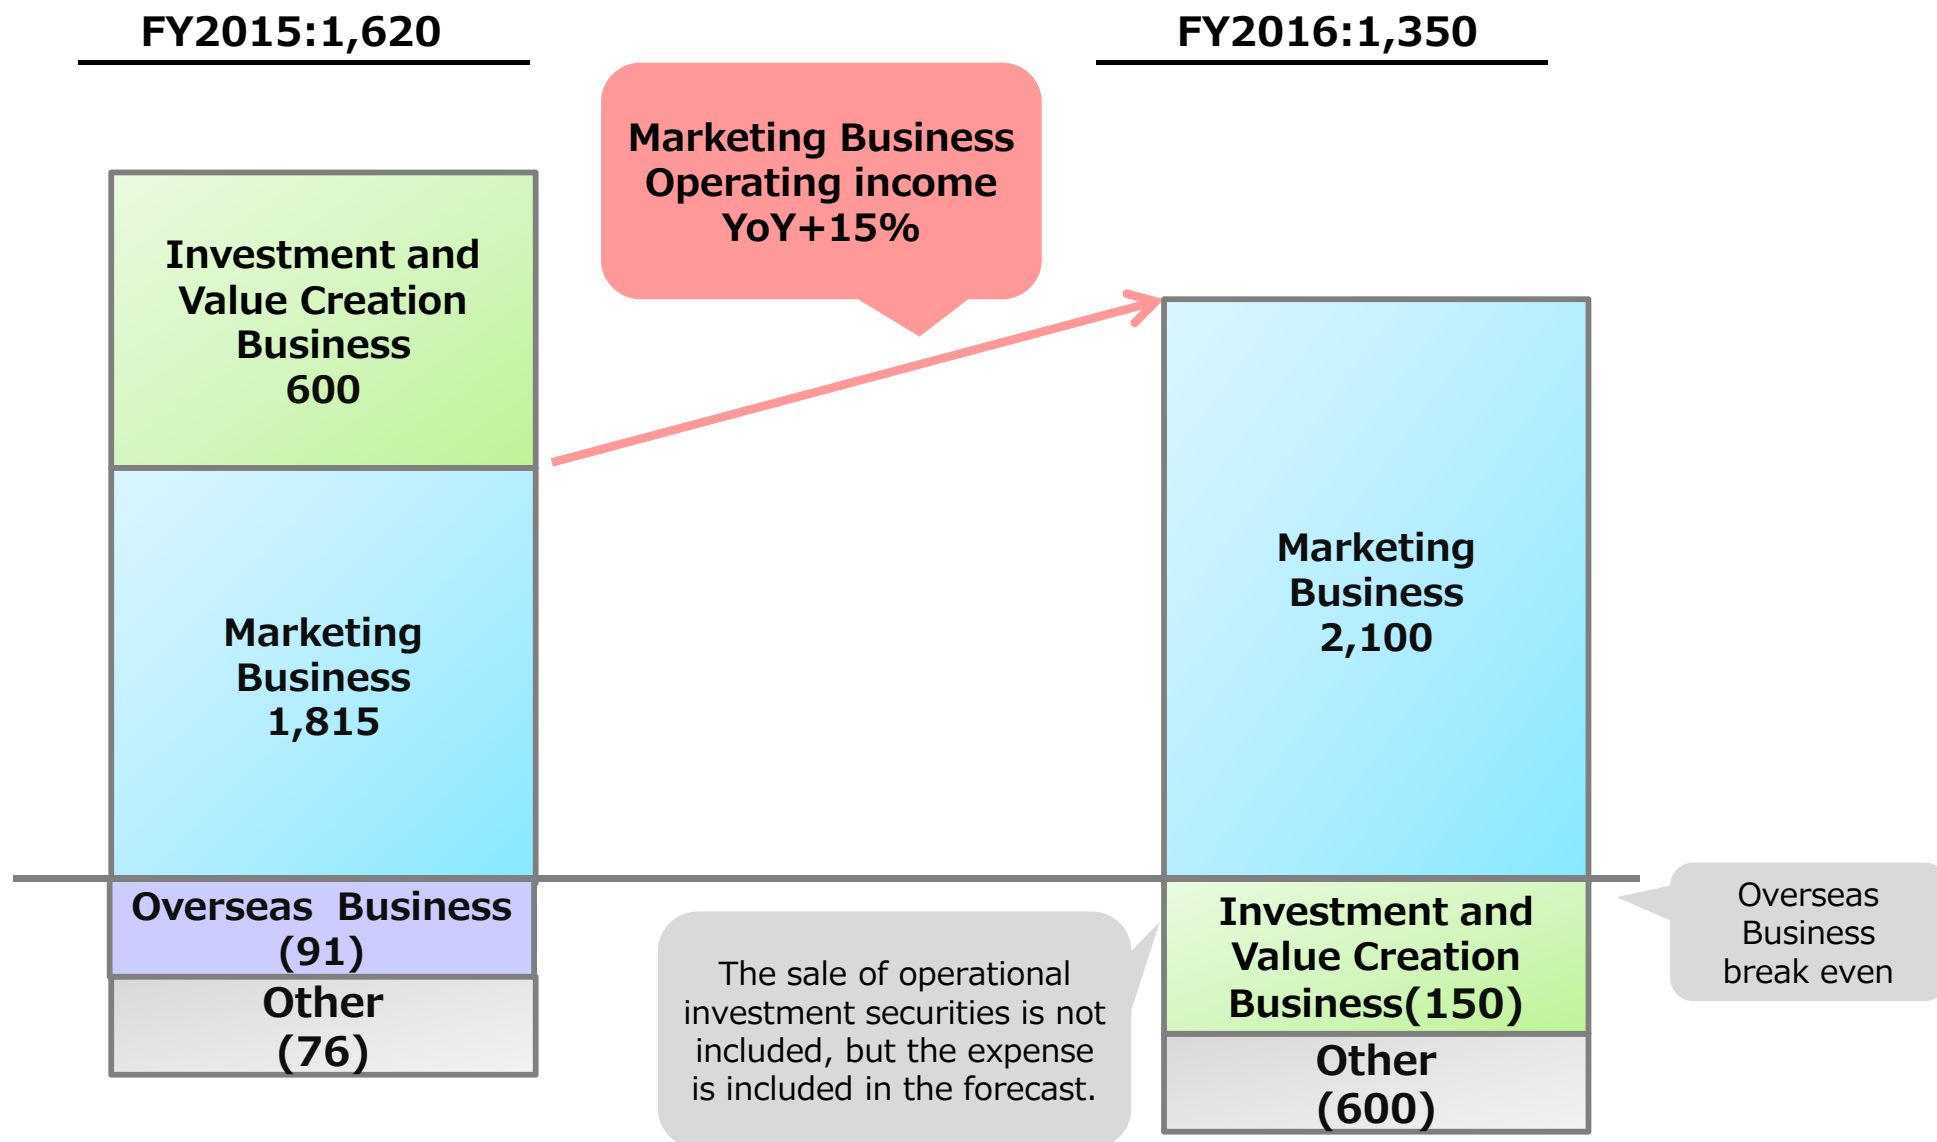 FY2015:1,620
FY2016:1,350
Marketing Business
Operating income
YoY+15%
Investment and
Value Creation
Business
600
Marketing
Business
1,815
Overseas  Business
(91)
Other
(76)
Marketing
Business
2,100
Investment and
Value Creation
Business(150)
Other
(600)
The sale of operational
investment securities is not
included, but the expense
is included in the forecast.
Overseas
Business
break even